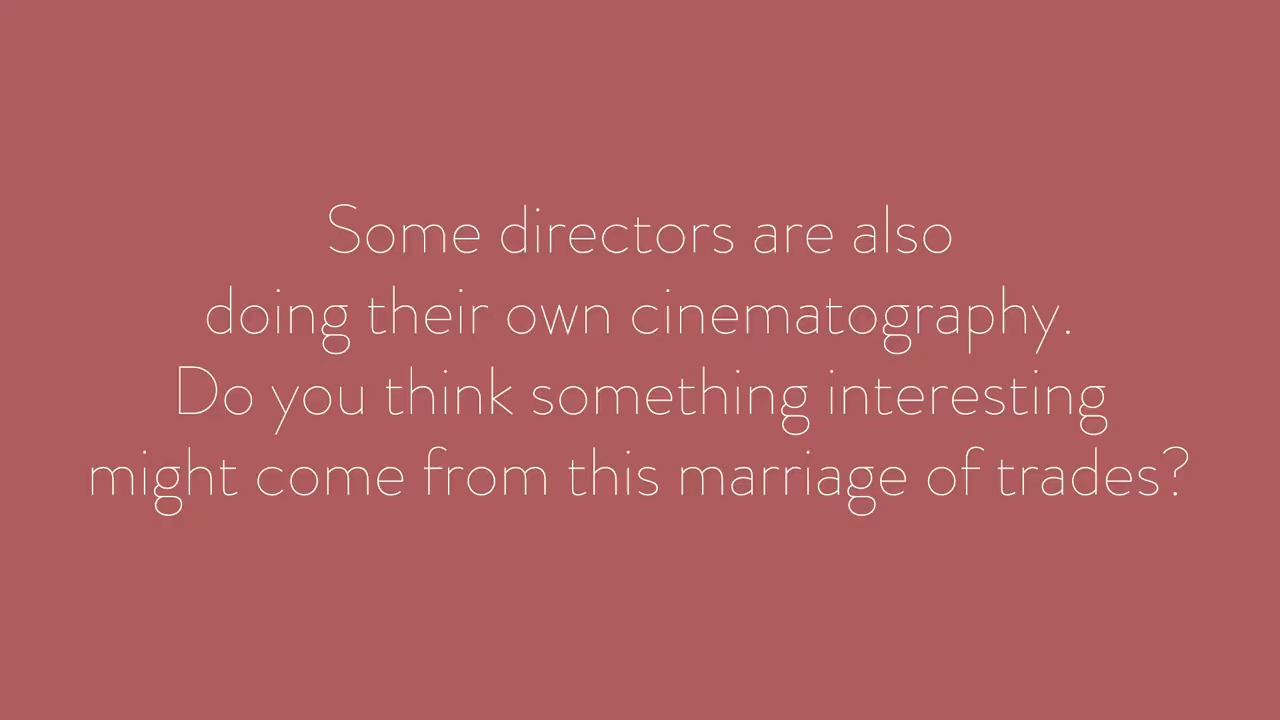 Some directors are also
doing their own cinematography.
Do you think something interesting
might come from this marriage of trades?